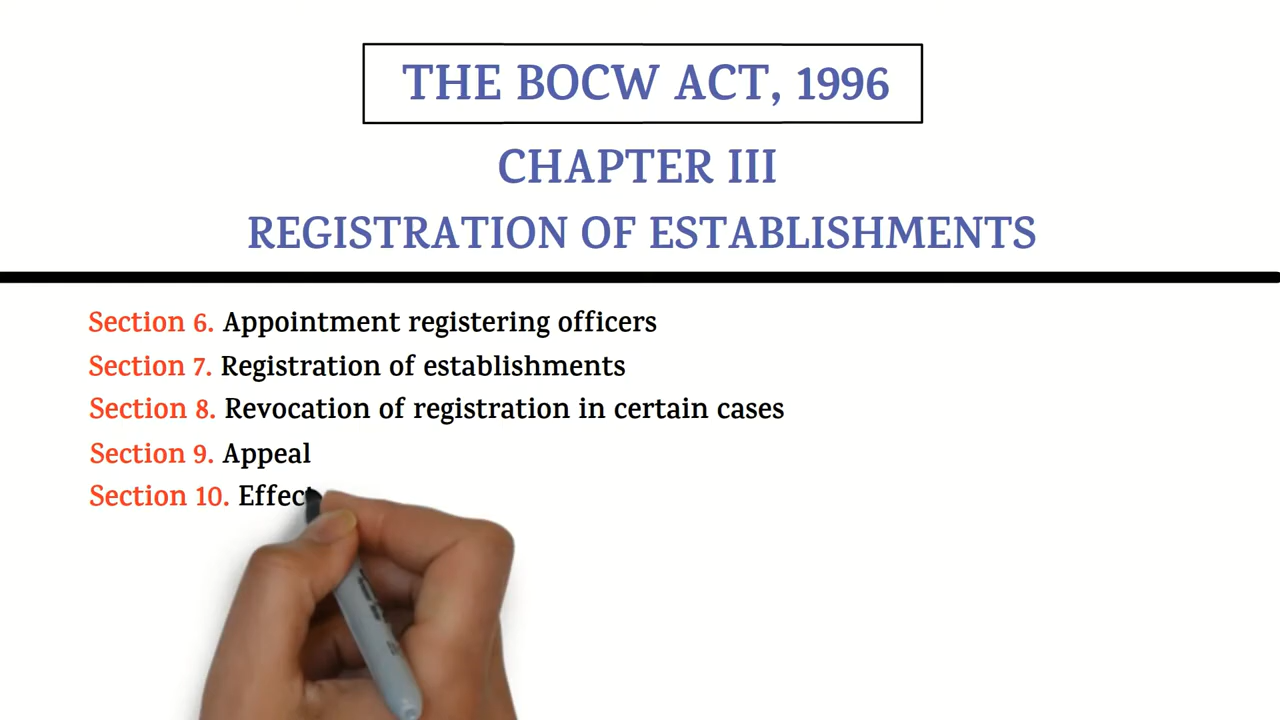 THE BOCW ACT, 1996
CHAPTER III
REGISTRATION OF ESTABLISHMENTS
Section 6. Appointment registering officers
Section 7. Registration of establishments
Section 8. Revocation of registration in certain cases
Section 9. Appeal
Section 10.